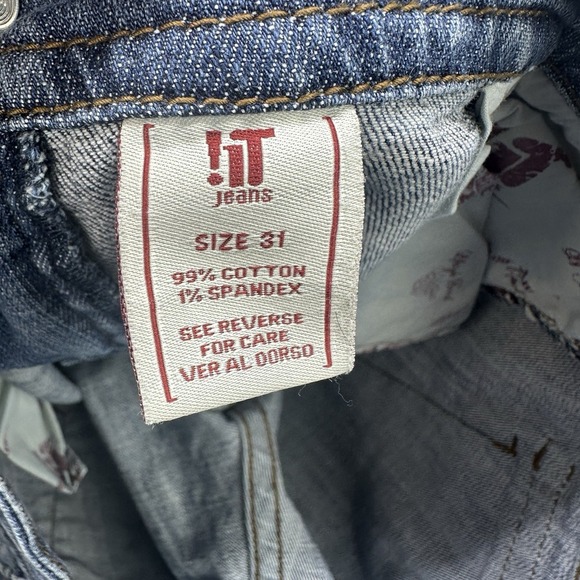 !iT
Jeans
SIZE 31
99% COTTON
1% SPANDEX
SEE REVERSE
FOR CARE
VER AL DORSO